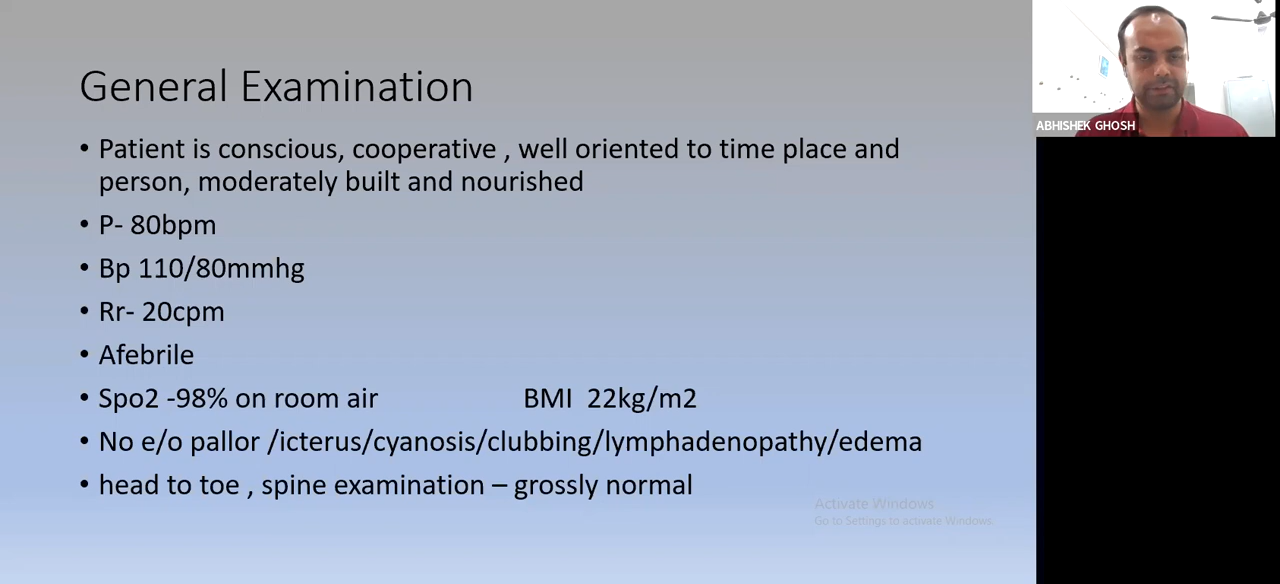 General Examination
• Patient is conscious, cooperative , well oriented to time place and
person, moderately built and nourished
• P- 80bpm
• Bp 110/80mmhg
• Rr- 20cpm
• Afebrile
• Spo2 -98% on room air BMI 22kg/m2
• No e/o pallor /icterus/cyanosis/clubbing/lymphadenopathy/edema
• head to toe , spine examination – grossly normal
Activate Windows
Go to Settings to activate Windows.
ABHISHEK GHOSH